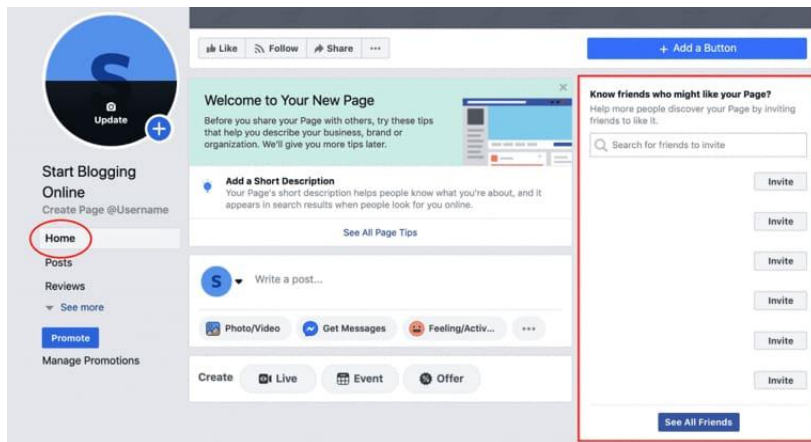 S
Update
Start Blogging
Online
Create Page @Username
Home
Posts
Reviews
See more
Promote
Manage Promotions
Like Follow Share
+ Add a Button
Welcome to Your New Page
Before you share your Page with others, try these tips
that help you describe your business, brand or
organization. We'll give you more tips later.
Add a Short Description
Your Page's short description helps people know what you're about, and it
appears in search results when people look for you online.
See All Page Tips
S Write a post...
Photo/Video Get Messages Feeling/Activ...
Create Live Event Offer
Know friends who might like your Page?
Help more people discover your Page by inviting
friends to like it.
Search for friends to invite
Invite
Invite
Invite
Invite
Invite
Invite
See All Friends